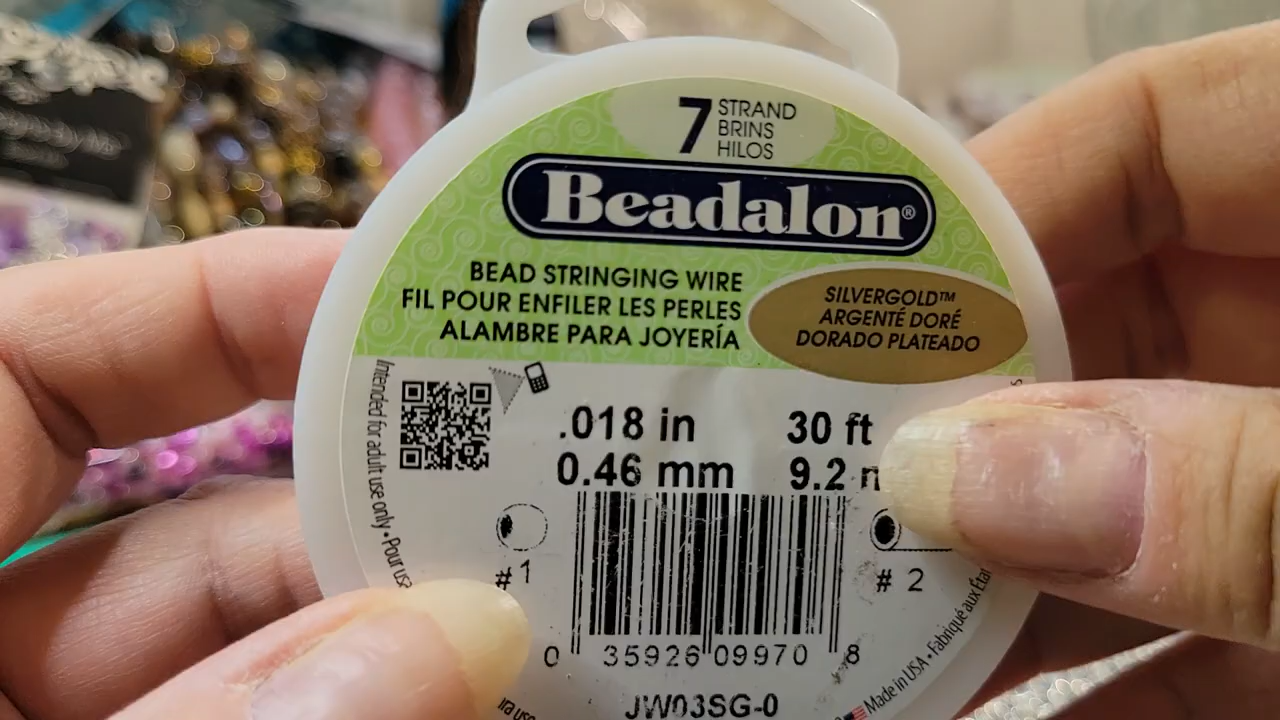 7 STRAND
BRINS
HILOS
Beadalon®
BEAD STRINGING WIRE
FIL POUR ENFILER LES PERLES
ALAMBRE PARA JOYERÍA
SILVERGOLD™
ARGENTÉ DORÉ
DORADO PLATEADO
.018 in
0.46 mm
30 ft
9.2
# 1
# 2
0 35926 09970 8
JW03SG-0
Intended for adult use only • Pour
Made in USA • Fabriqué aux